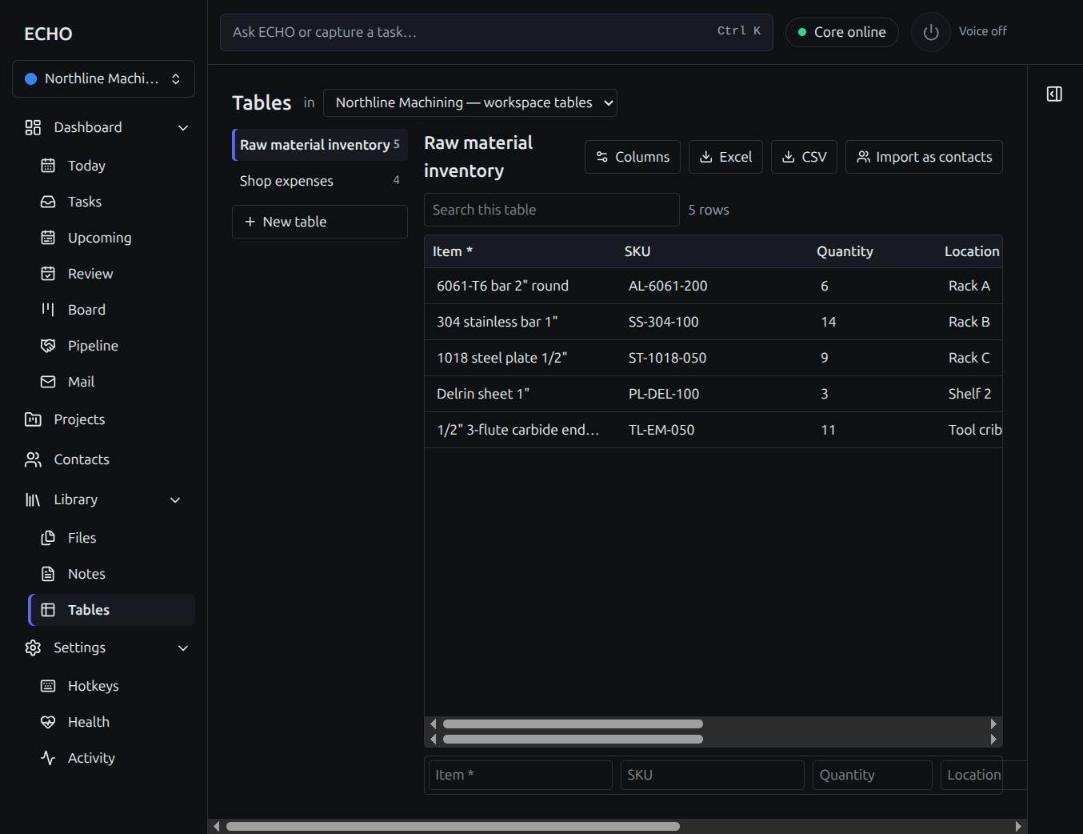 ECHO
Northline Machi...
Dashboard
Today
Tasks
Upcoming
Review
Board
Pipeline
Mail
Projects
Contacts
Library
Files
Notes
Tables
Settings
Hotkeys
Health
Activity
Ask ECHO or capture a task... Ctrl K
Core online
Voice off
Tables in Northline Machining — workspace tables
Raw material inventory 5
Shop expenses 4
+ New table
Raw material
inventory
Columns
Excel
CSV
Import as contacts
Search this table
5 rows
Item * SKU Quantity Location
6061-T6 bar 2" round AL-6061-200 6 Rack A
304 stainless bar 1" SS-304-100 14 Rack B
1018 steel plate 1/2" ST-1018-050 9 Rack C
Delrin sheet 1" PL-DEL-100 3 Shelf 2
1/2" 3-flute carbide end... TL-EM-050 11 Tool crib
Item * SKU Quantity Location